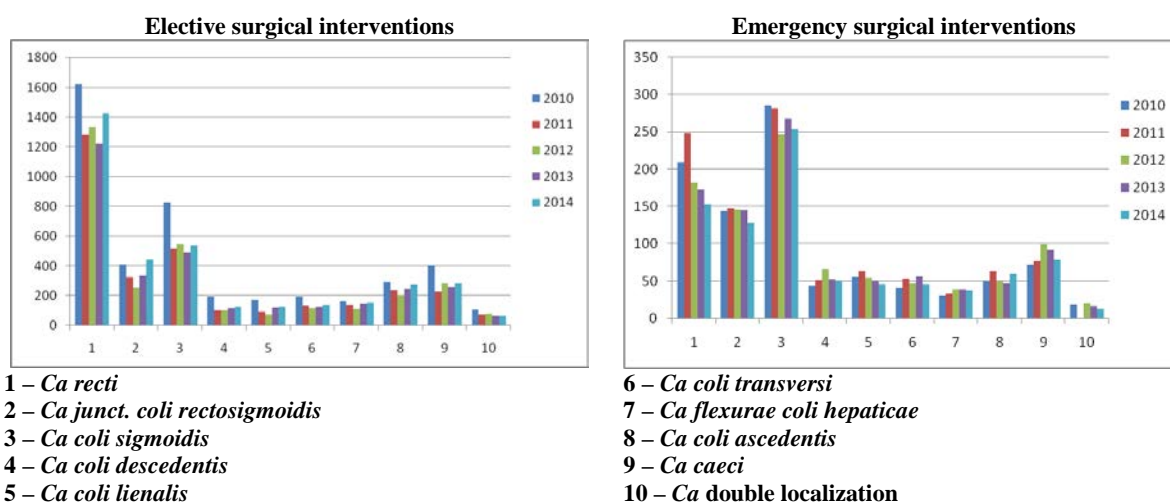 Elective surgical interventions
1800
1600
1400
1200
1000
800
600
400
200
0
1 2 3 4 5 6 7 8 9 10
2010
2011
2012
2013
2014
Emergency surgical interventions
350
300
250
200
150
100
50
0
1 2 3 4 5 6 7 8 9 10
2010
2011
2012
2013
2014
1 – Ca recti
2 – Ca junct. coli rectosigmoidis
3 – Ca coli sigmoidis
4 – Ca coli descedentis
5 – Ca coli lienalis
6 – Ca coli transversi
7 – Ca flexurae coli hepaticae
8 – Ca coli ascedentis
9 – Ca caeci
10 – Ca double localization